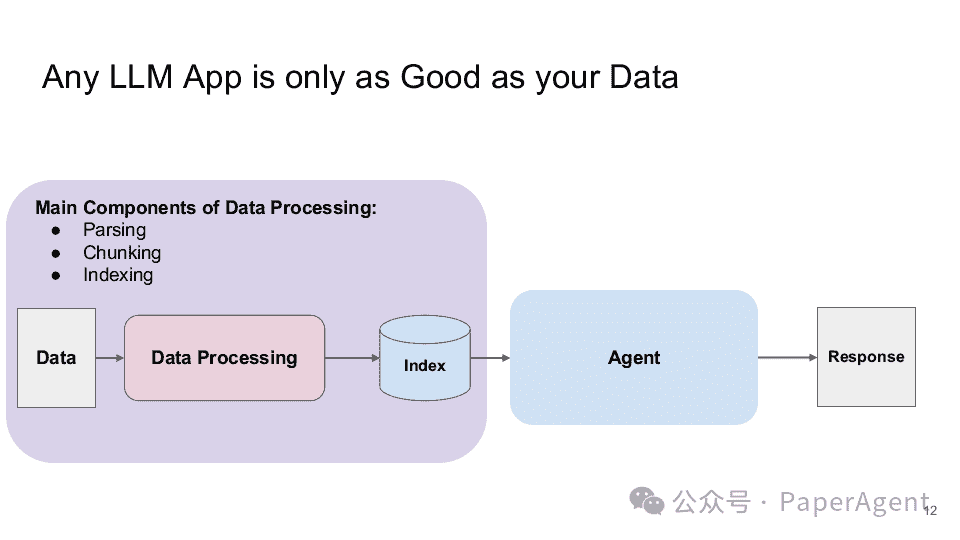 Any LLM App is only as Good as your Data
Main Components of Data Processing:
● Parsing
● Chunking
● Indexing
Data
Data Processing
Index
Agent
Response
公众号 · PaperAgent
12